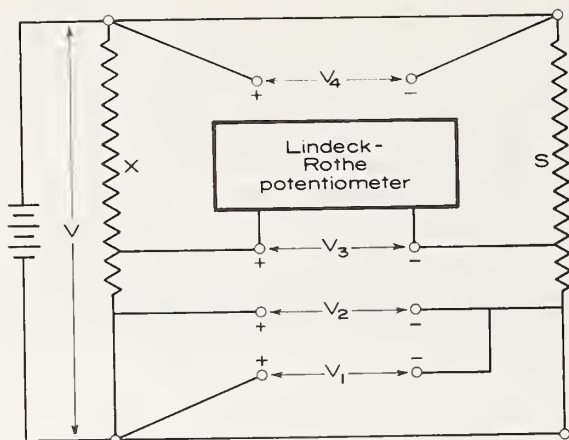 V₄
+ −
Lindeck-
Rothe
potentiometer
X
S
V
V₃
+ −
V₂
+ −
+ −
V₁